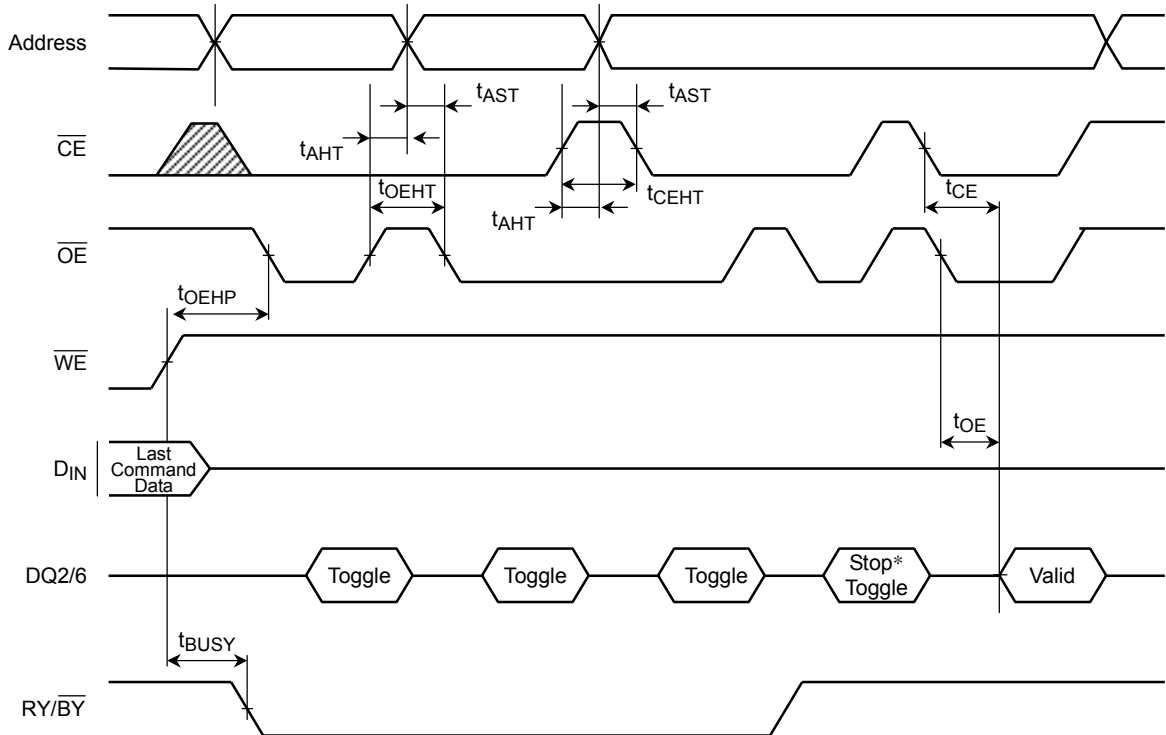 Address
tAST
tAST
CE
tAHT
tOEHT
tCEHT
tCE
tAHT
OE
tOEHP
WE
tOE
DIN
Last
Command
Data
DQ2/6
Toggle
Toggle
Toggle
Stop*
Toggle
Valid
tBUSY
RY/BY